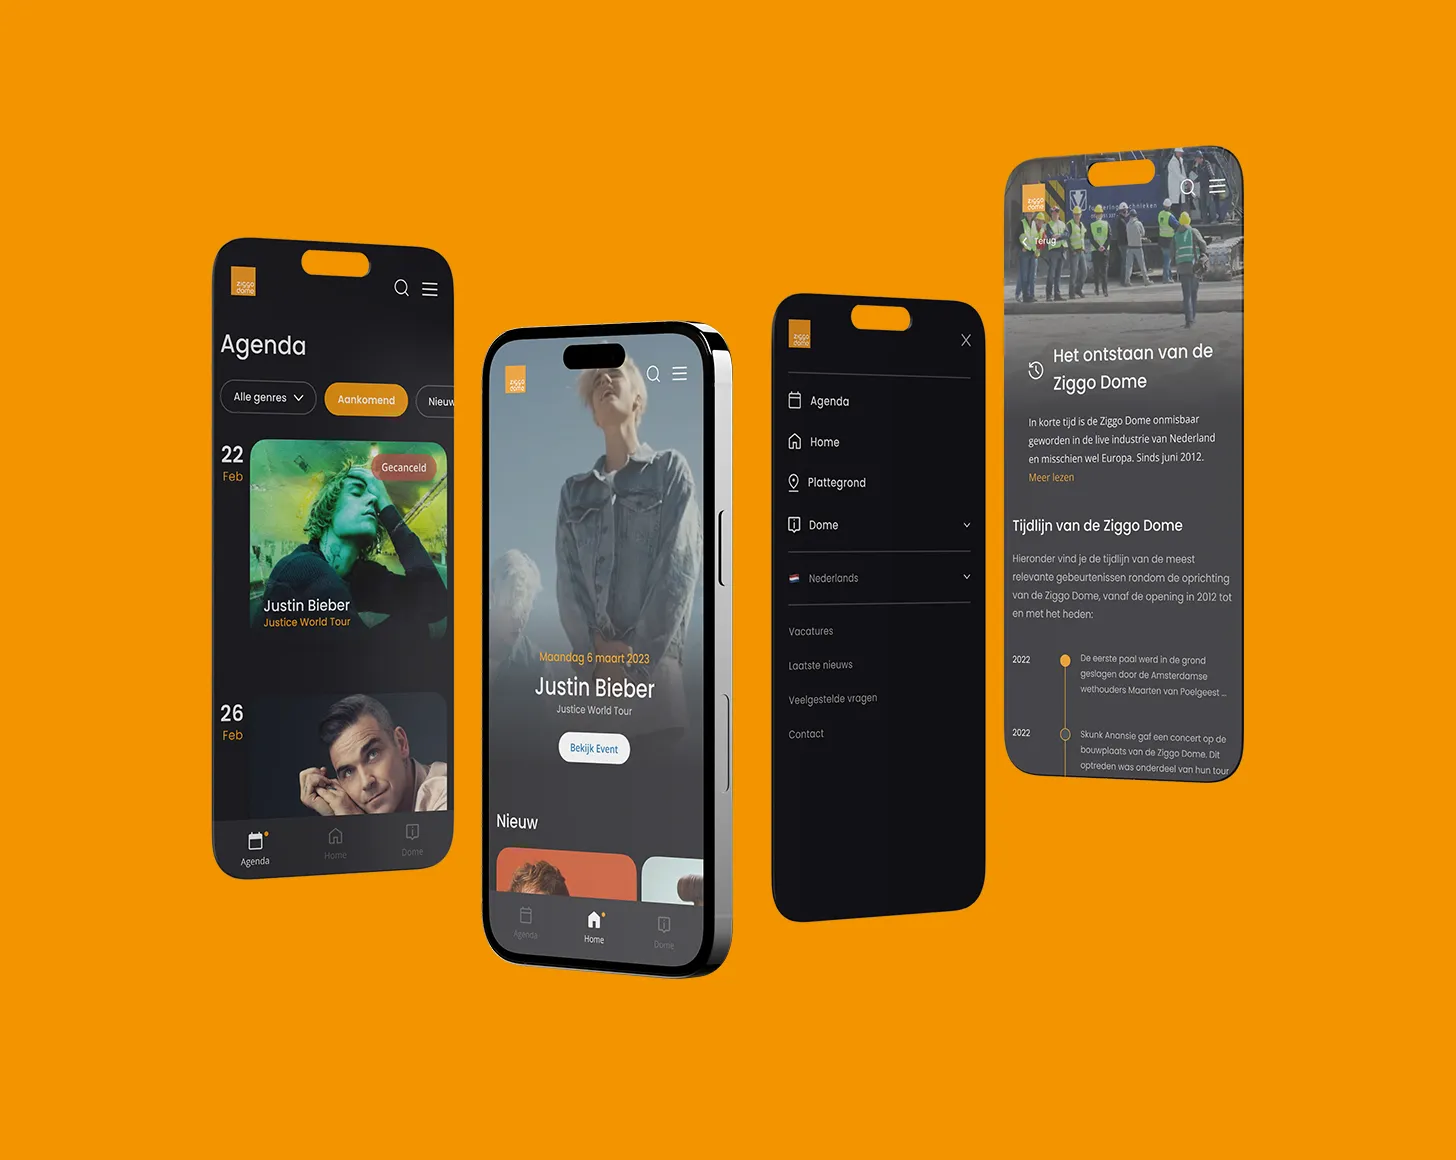 ziggo
dome
Agenda
Alle genres
Aankomend
Nieuw
22
Feb
Gecanceld
Justin Bieber
Justice World Tour
26
Feb
Agenda
Home
Dome
ziggo
dome
Maandag 6 maart 2023
Justin Bieber
Justice World Tour
Bekijk Event
Nieuw
Agenda
Home
Dome
ziggo
dome
X
Agenda
Home
Plattegrond
Dome
Nederlands
Vacatures
Laatste nieuws
Veelgestelde vragen
Contact
ziggo
dome
Terug
Het ontstaan van de
Ziggo Dome
In korte tijd is de Ziggo Dome onmisbaar
geworden in de live industrie van Nederland
en misschien wel Europa. Sinds juni 2012.
Meer lezen
Tijdlijn van de Ziggo Dome
Hieronder vind je de tijdlijn van de meest
relevante gebeurtenissen rondom de oprichting
van de Ziggo Dome, vanaf de opening in 2012 tot
en met het heden:
2022
De eerste paal werd in de grond
geslagen door de Amsterdamse
wethouders Maarten van Poelgeest ...
2022
Skunk Anansie gaf een concert op de
bouwplaats van de Ziggo Dome. Dit
optreden was onderdeel van hun tour